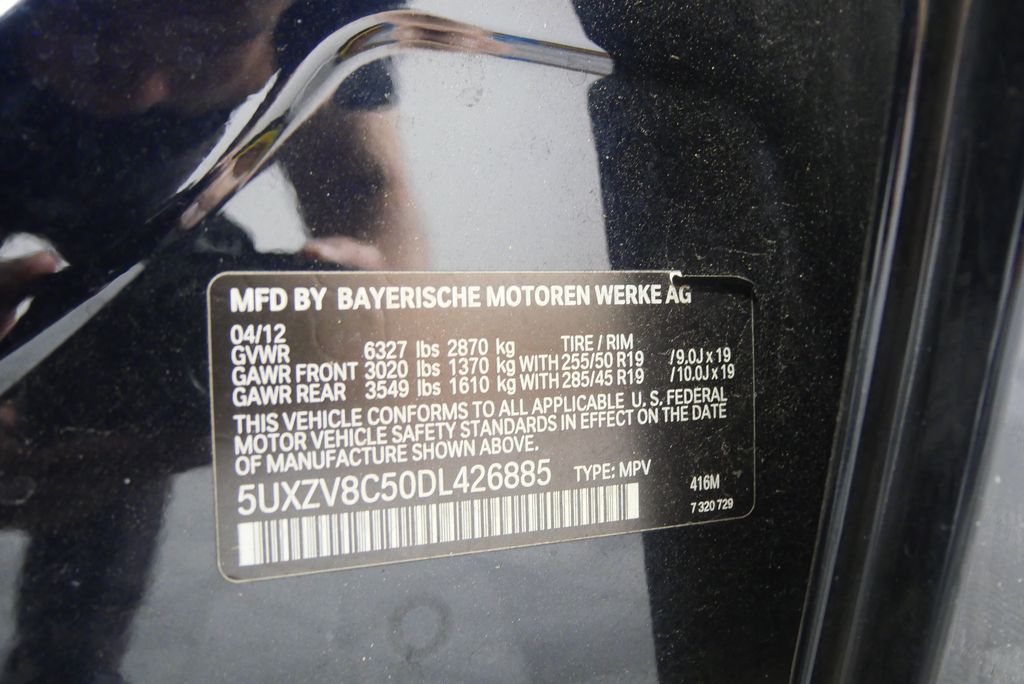 MFD BY BAYERISCHE MOTOREN WERKE AG
04/12 TIRE / RIM
GVWR 6327 lbs 2870 kg
GAWR FRONT 3020 lbs 1370 kg WITH 255/50 R19 /9.0J x 19
GAWR REAR 3549 lbs 1610 kg WITH 285/45 R19 /10.0J x 19
THIS VEHICLE CONFORMS TO ALL APPLICABLE U. S. FEDERAL
MOTOR VEHICLE SAFETY STANDARDS IN EFFECT ON THE DATE
OF MANUFACTURE SHOWN ABOVE.
5UXZV8C50DL426885 TYPE: MPV
416M
7 320 729